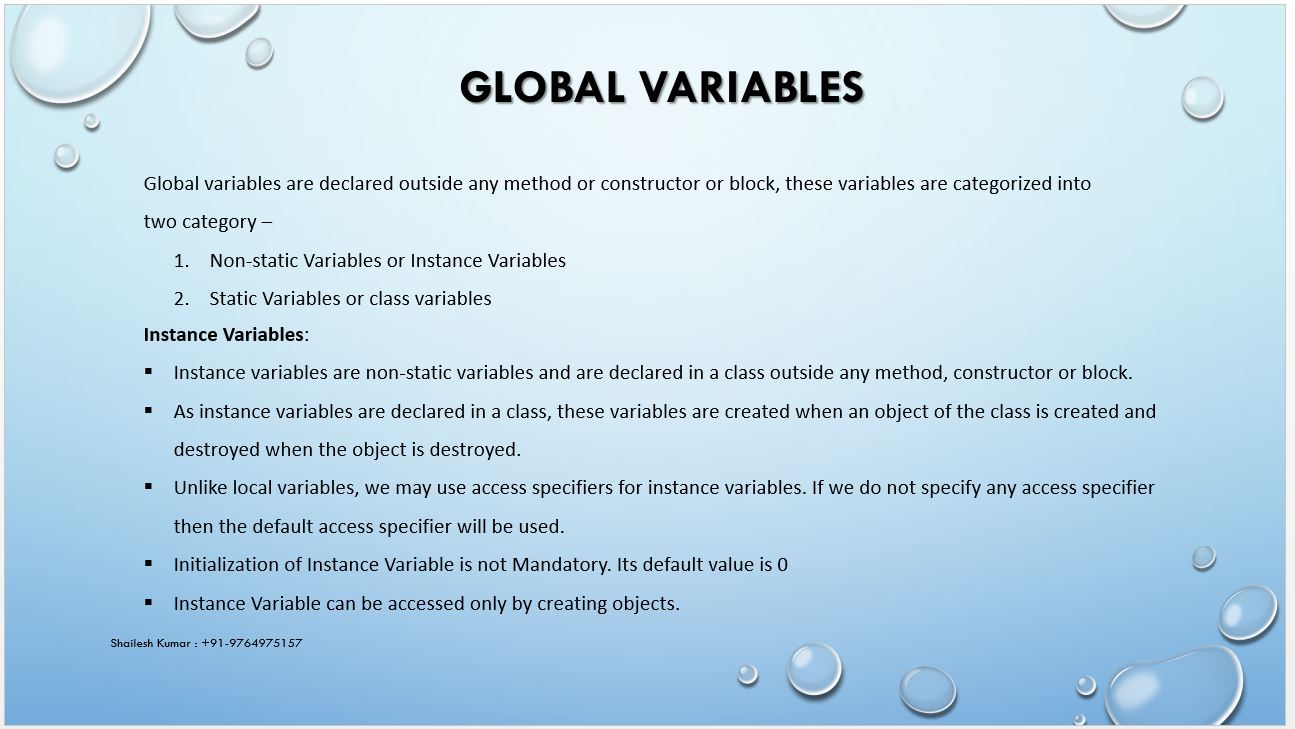 GLOBAL VARIABLES
Global variables are declared outside any method or constructor or block, these variables are categorized into
two category –
1. Non-static Variables or Instance Variables
2. Static Variables or class variables
Instance Variables:
▪ Instance variables are non-static variables and are declared in a class outside any method, constructor or block.
▪ As instance variables are declared in a class, these variables are created when an object of the class is created and
destroyed when the object is destroyed.
▪ Unlike local variables, we may use access specifiers for instance variables. If we do not specify any access specifier
then the default access specifier will be used.
▪ Initialization of Instance Variable is not Mandatory. Its default value is 0
▪ Instance Variable can be accessed only by creating objects.
Shailesh Kumar : +91-9764975157